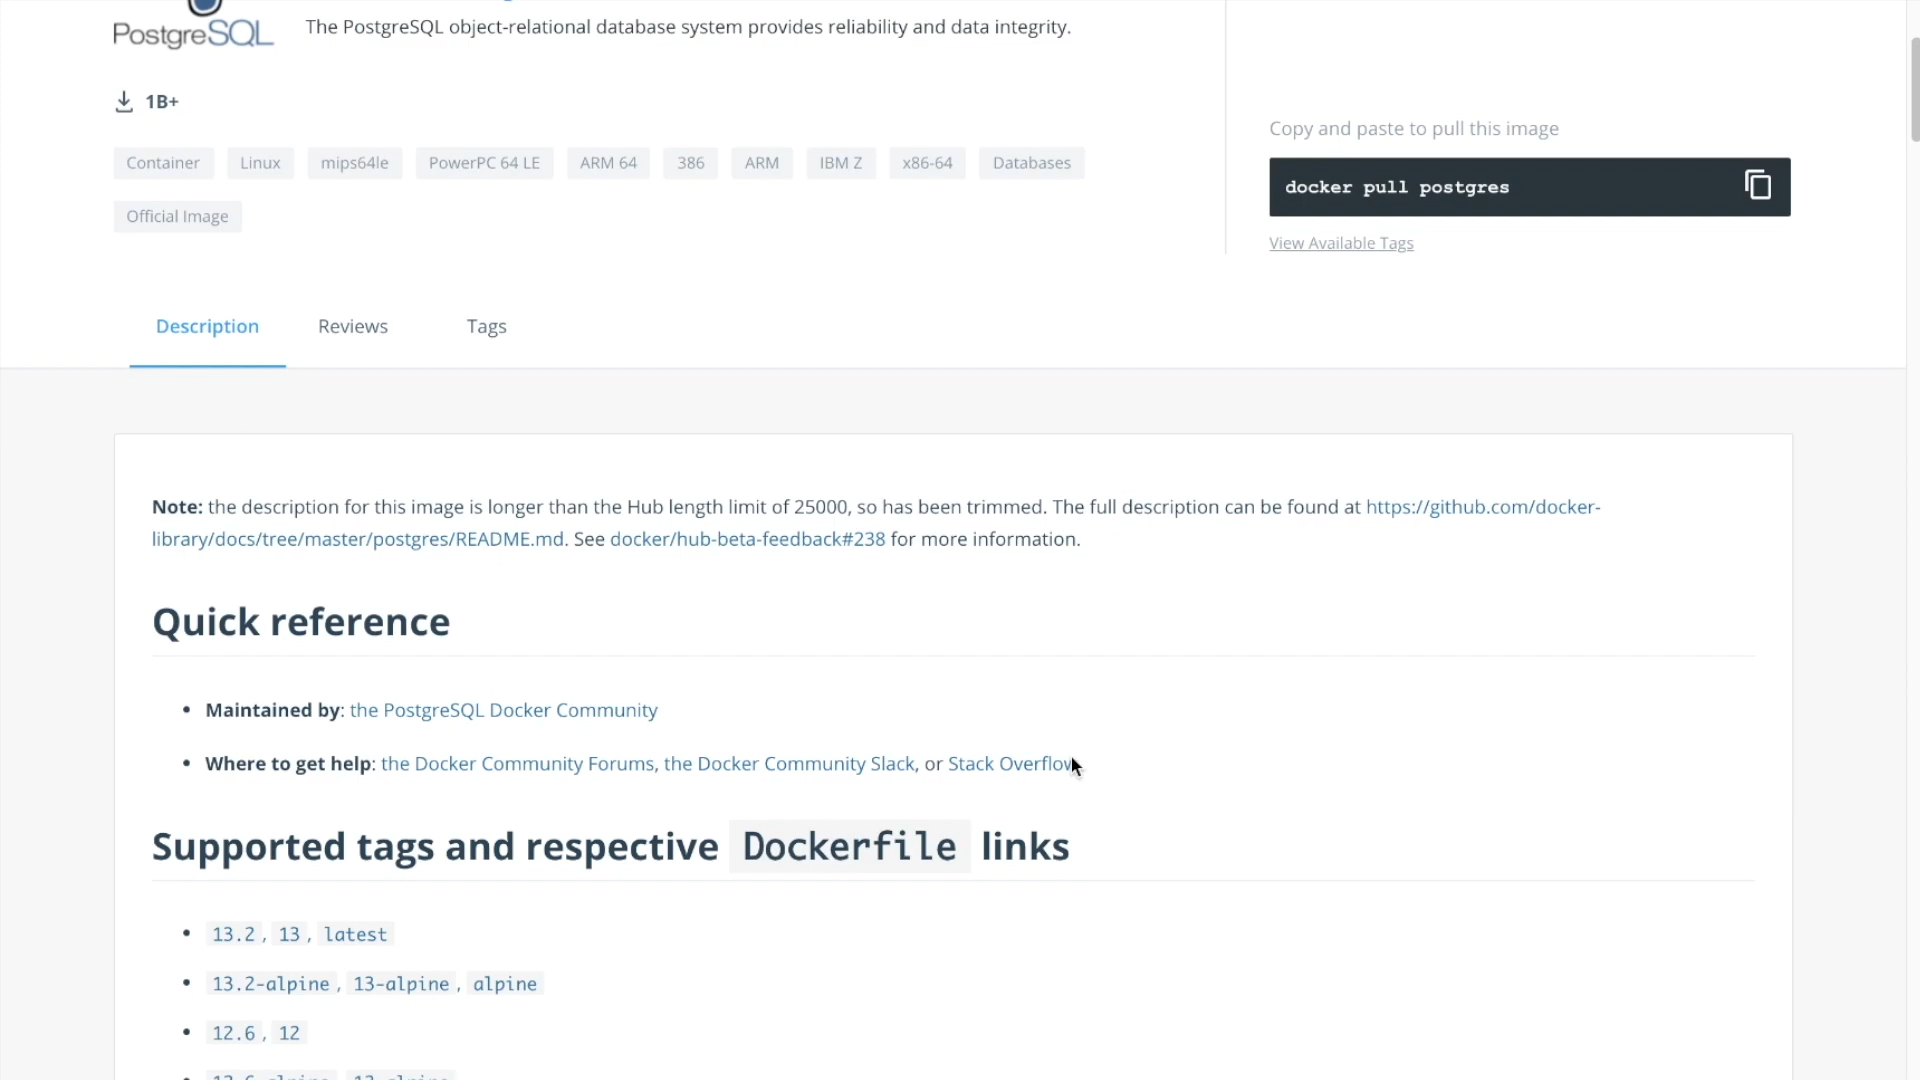 PostgreSQL
The PostgreSQL object-relational database system provides reliability and data integrity.
1B+
Container Linux mips64le PowerPC 64 LE ARM 64 386 ARM IBM Z x86-64 Databases
Official Image
Copy and paste to pull this image
docker pull postgres
View Available Tags
Description Reviews Tags
Note: the description for this image is longer than the Hub length limit of 25000, so has been trimmed. The full description can be found at https://github.com/docker-
library/docs/tree/master/postgres/README.md. See docker/hub-beta-feedback#238 for more information.
Quick reference
• Maintained by: the PostgreSQL Docker Community
• Where to get help: the Docker Community Forums, the Docker Community Slack, or Stack Overflow
Supported tags and respective Dockerfile links
• 13.2, 13, latest
• 13.2-alpine, 13-alpine, alpine
• 12.6, 12